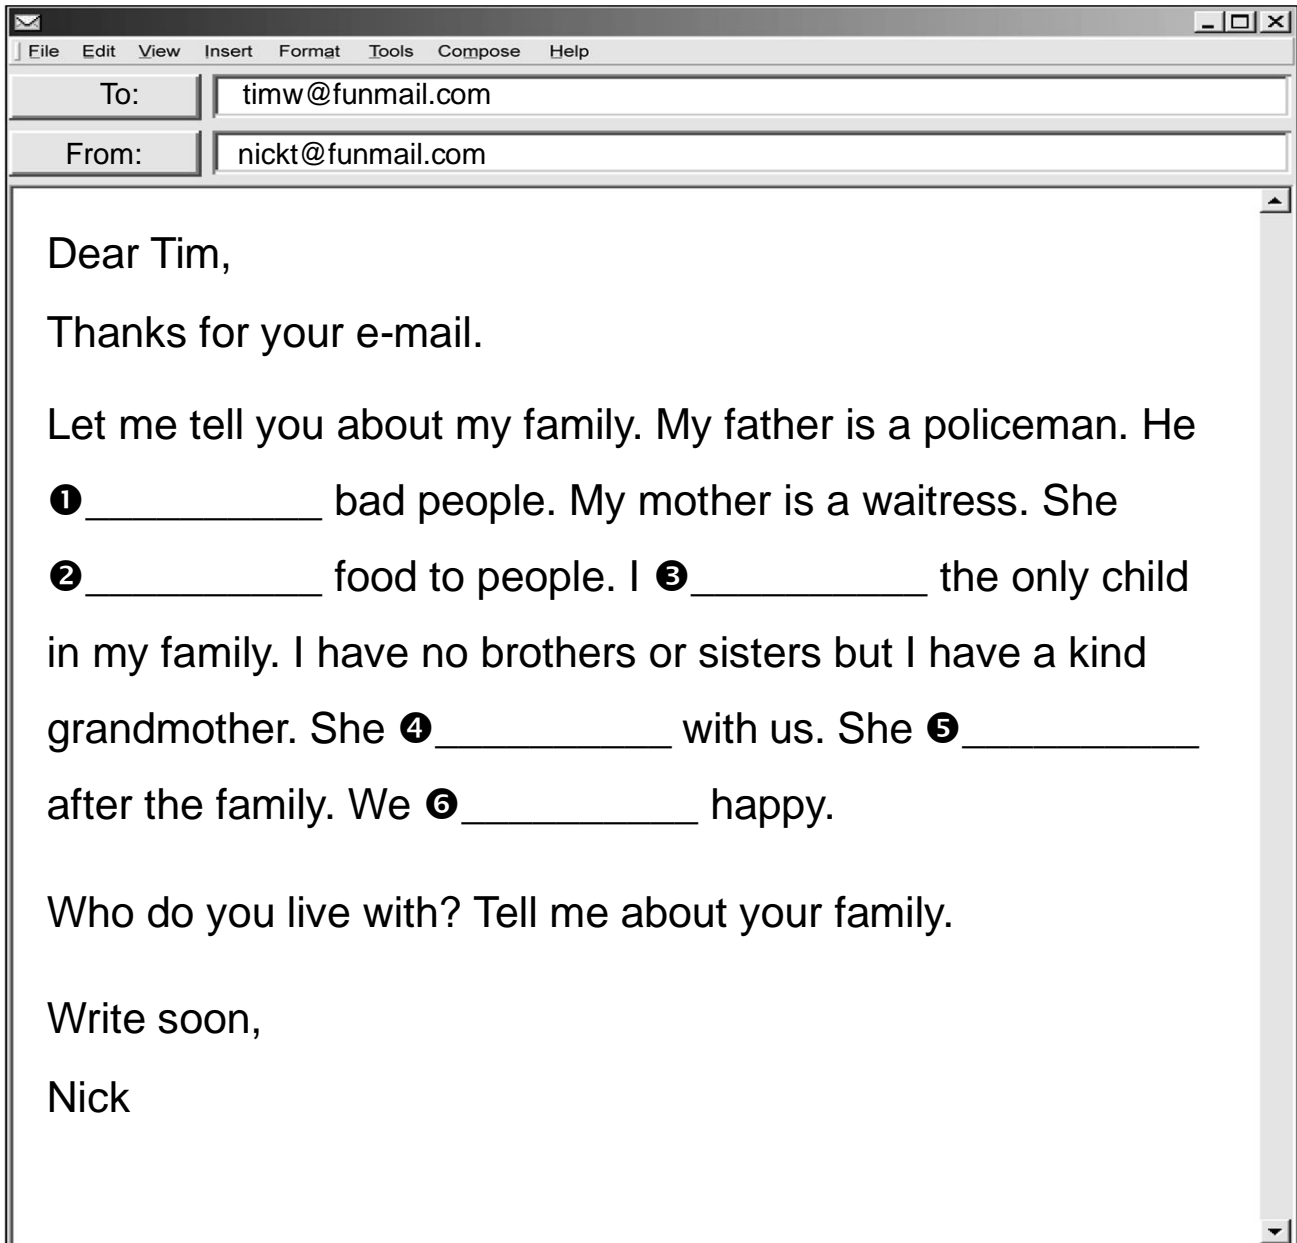 File Edit View Insert Format Tools Compose Help
To: timw@funmail.com
From: nickt@funmail.com
Dear Tim,
Thanks for your e-mail.
Let me tell you about my family. My father is a policeman. He
❶__________ bad people. My mother is a waitress. She
❷__________ food to people. I ❸__________ the only child
in my family. I have no brothers or sisters but I have a kind
grandmother. She ❹__________ with us. She ❺__________
after the family. We ❻__________ happy.
Who do you live with? Tell me about your family.
Write soon,
Nick